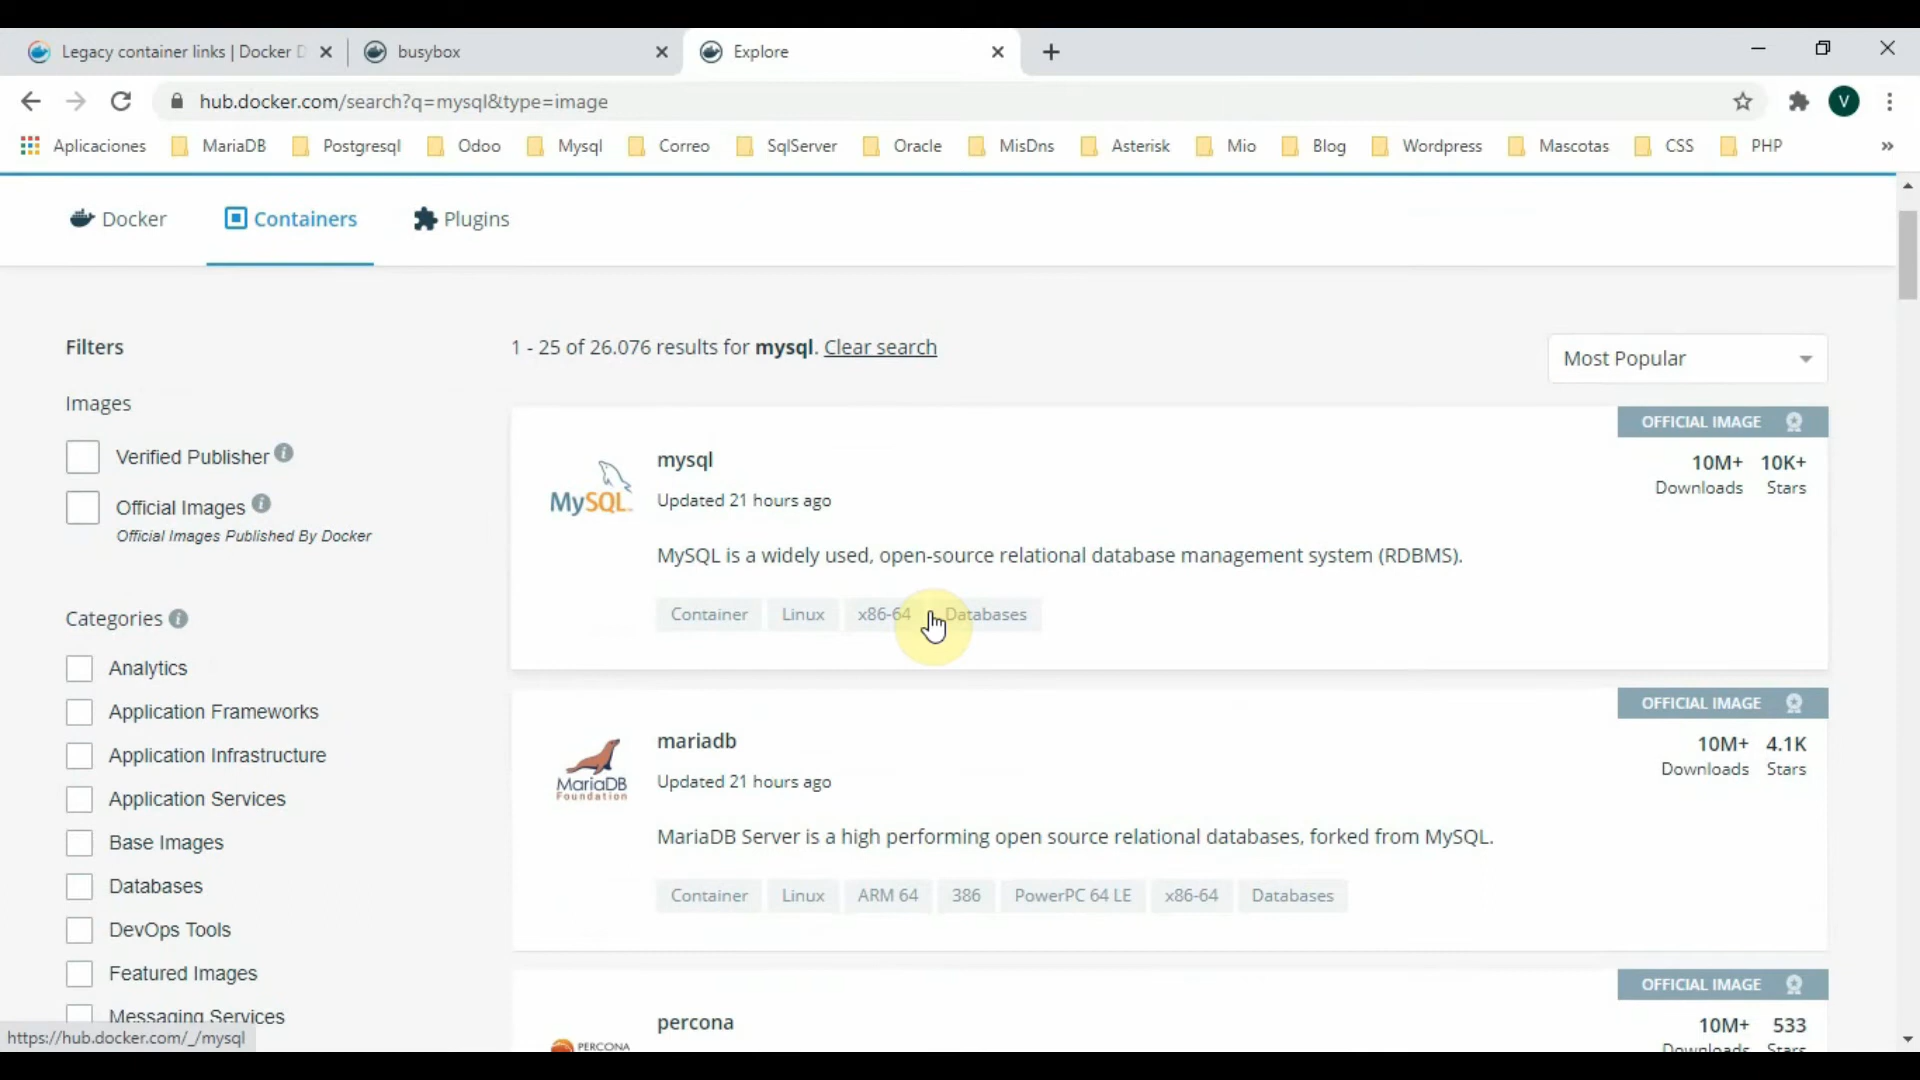 Legacy container links | Docker D
busybox
Explore
hub.docker.com/search?q=mysql&type=image
V
Aplicaciones
MariaDB
Postgresql
Odoo
Mysql
Correo
SqlServer
Oracle
MisDns
Asterisk
Mio
Blog
Wordpress
Mascotas
CSS
PHP
»
Docker
Containers
Plugins
Filters
1 - 25 of 26.076 results for mysql. Clear search
Most Popular
Images
Verified Publisher
Official Images
Official Images Published By Docker
Categories
Analytics
Application Frameworks
Application Infrastructure
Application Services
Base Images
Databases
DevOps Tools
Featured Images
Messaging Services
OFFICIAL IMAGE
MySQL
mysql
10M+ 10K+
Downloads Stars
Updated 21 hours ago
MySQL is a widely used, open-source relational database management system (RDBMS).
Container Linux x86-64 Databases
OFFICIAL IMAGE
MariaDB
Foundation
mariadb
10M+ 4.1K
Downloads Stars
Updated 21 hours ago
MariaDB Server is a high performing open source relational databases, forked from MySQL.
Container Linux ARM 64 386 PowerPC 64 LE x86-64 Databases
OFFICIAL IMAGE
PERCONA
percona
10M+ 533
Downloads Stars
https://hub.docker.com/_/mysql